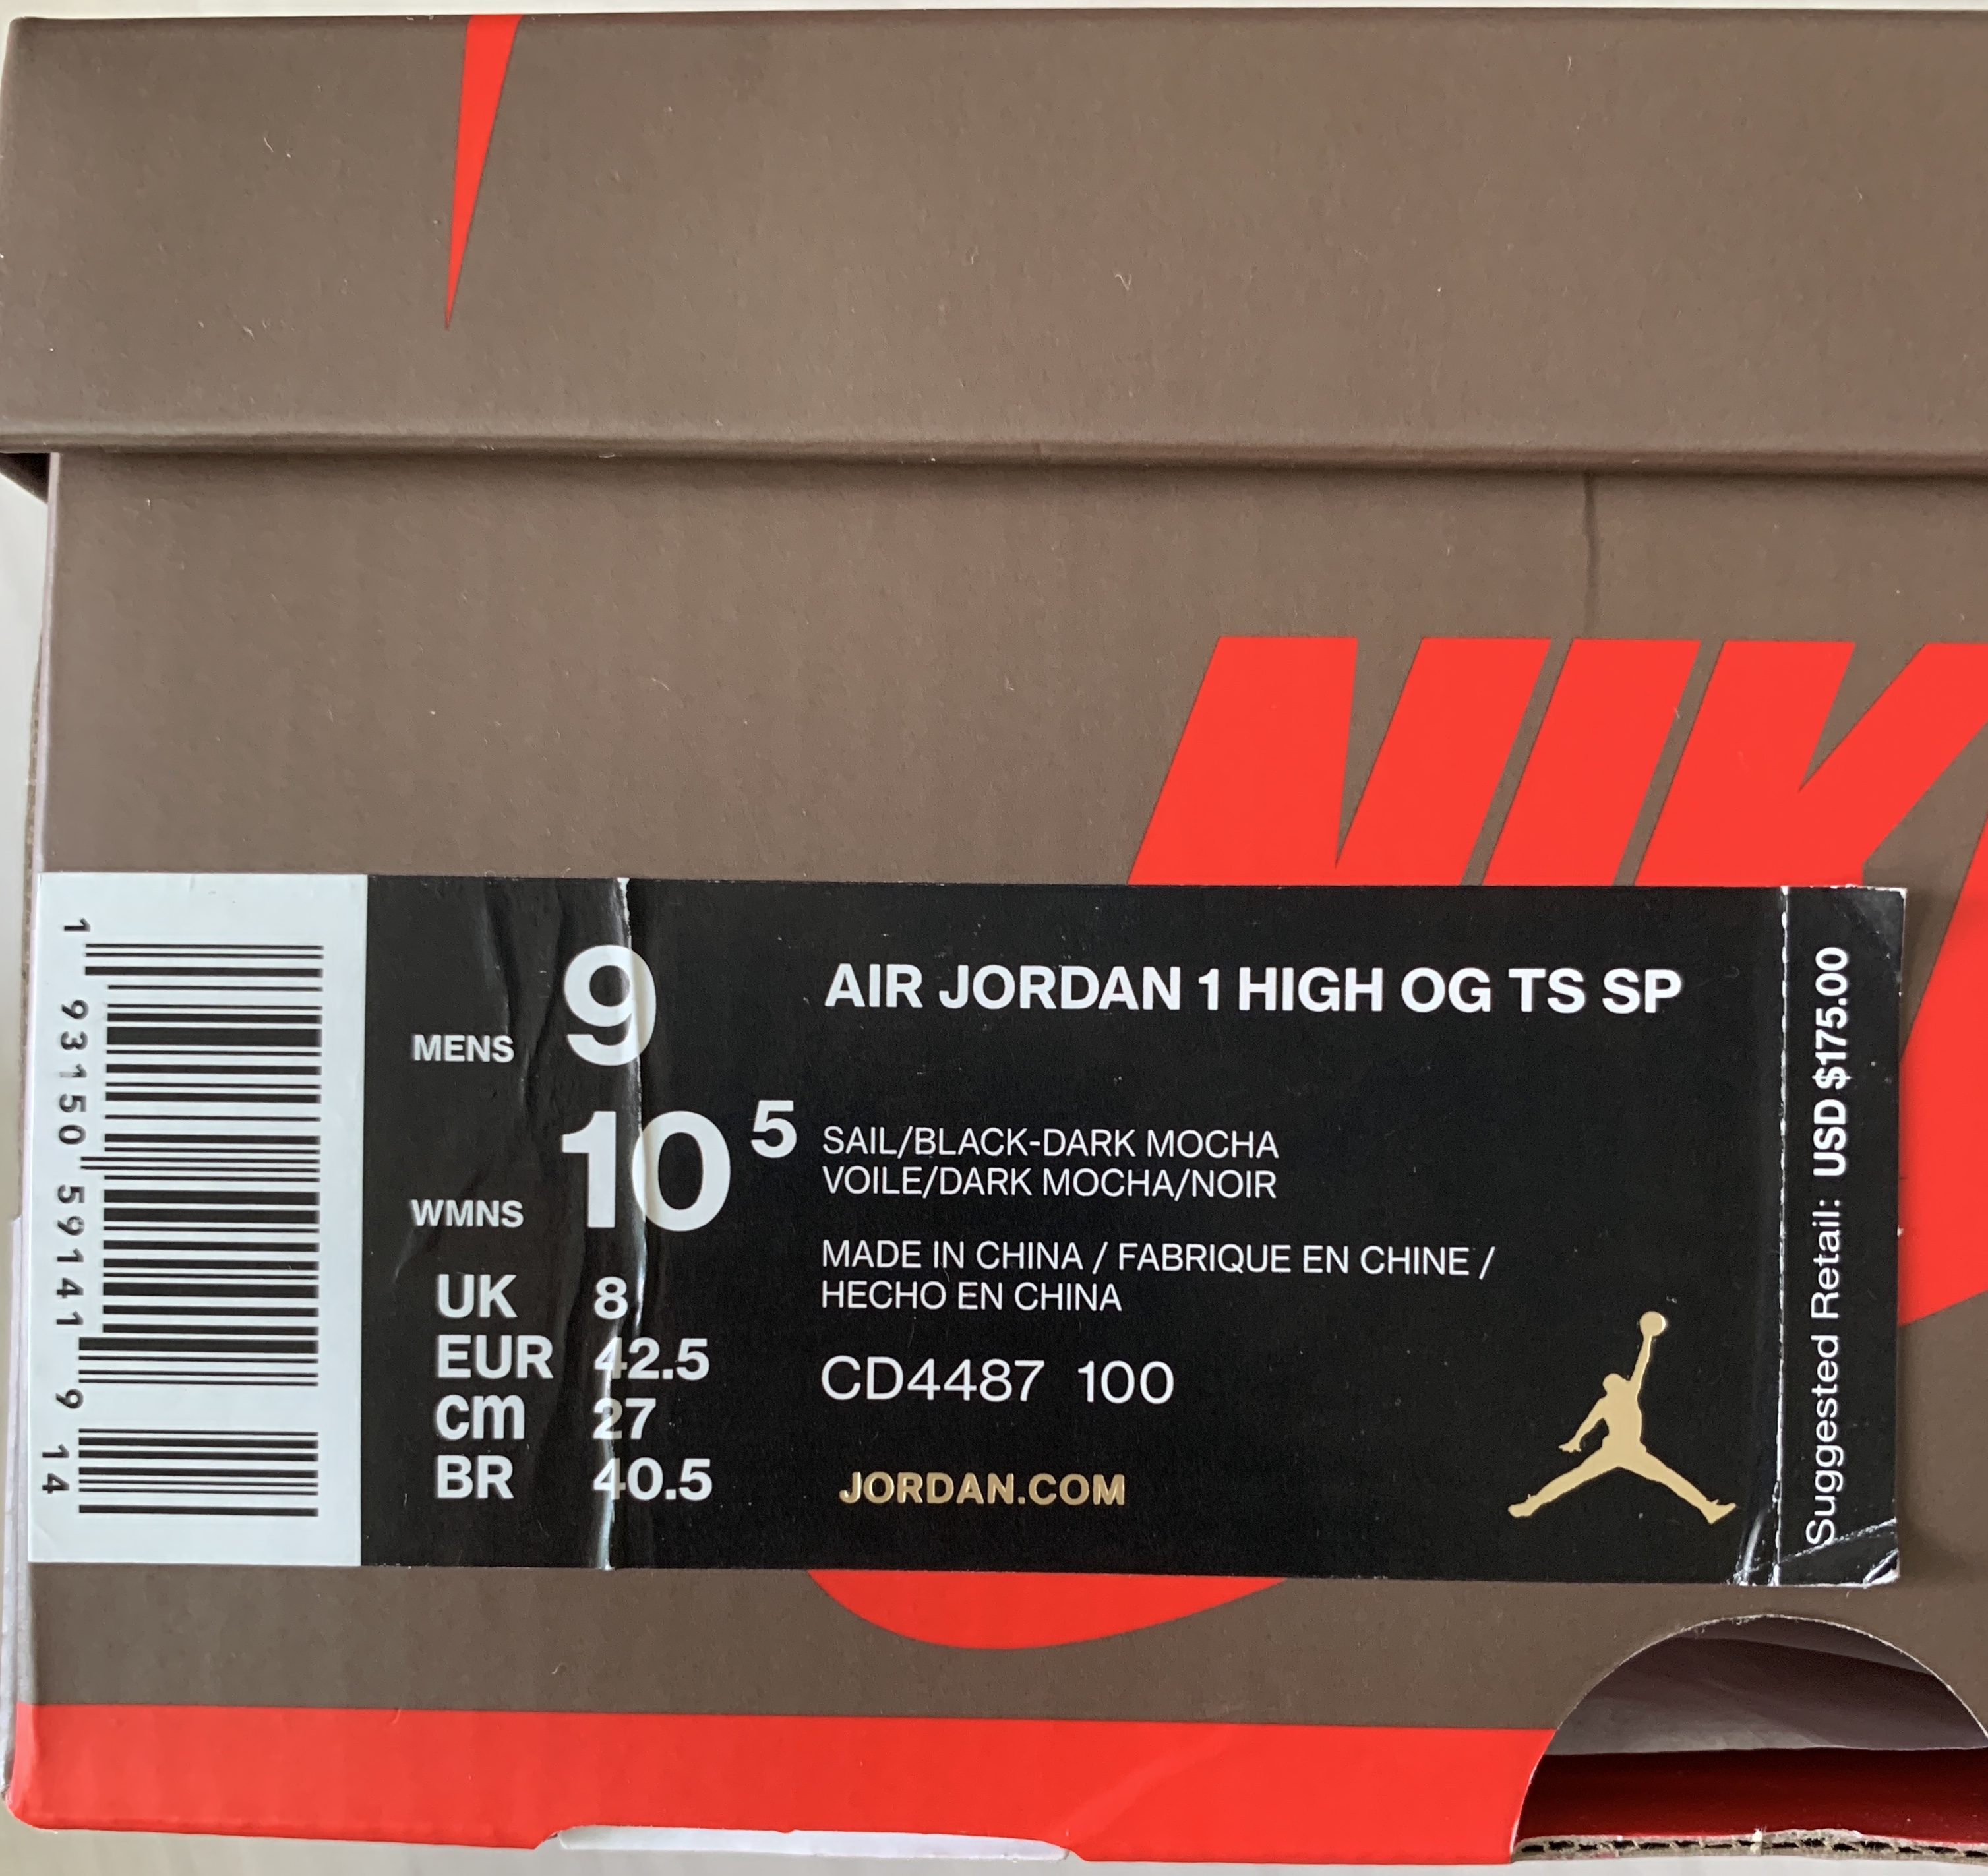 NIK
1 93150 59141 9 14
MENS 9
WMNS 10 5
UK 8
EUR 42.5
cm 27
BR 40.5
AIR JORDAN 1 HIGH OG TS SP
SAIL/BLACK-DARK MOCHA
VOILE/DARK MOCHA/NOIR
MADE IN CHINA / FABRIQUE EN CHINE /
HECHO EN CHINA
CD4487 100
JORDAN.COM
Suggested Retail: USD $175.00